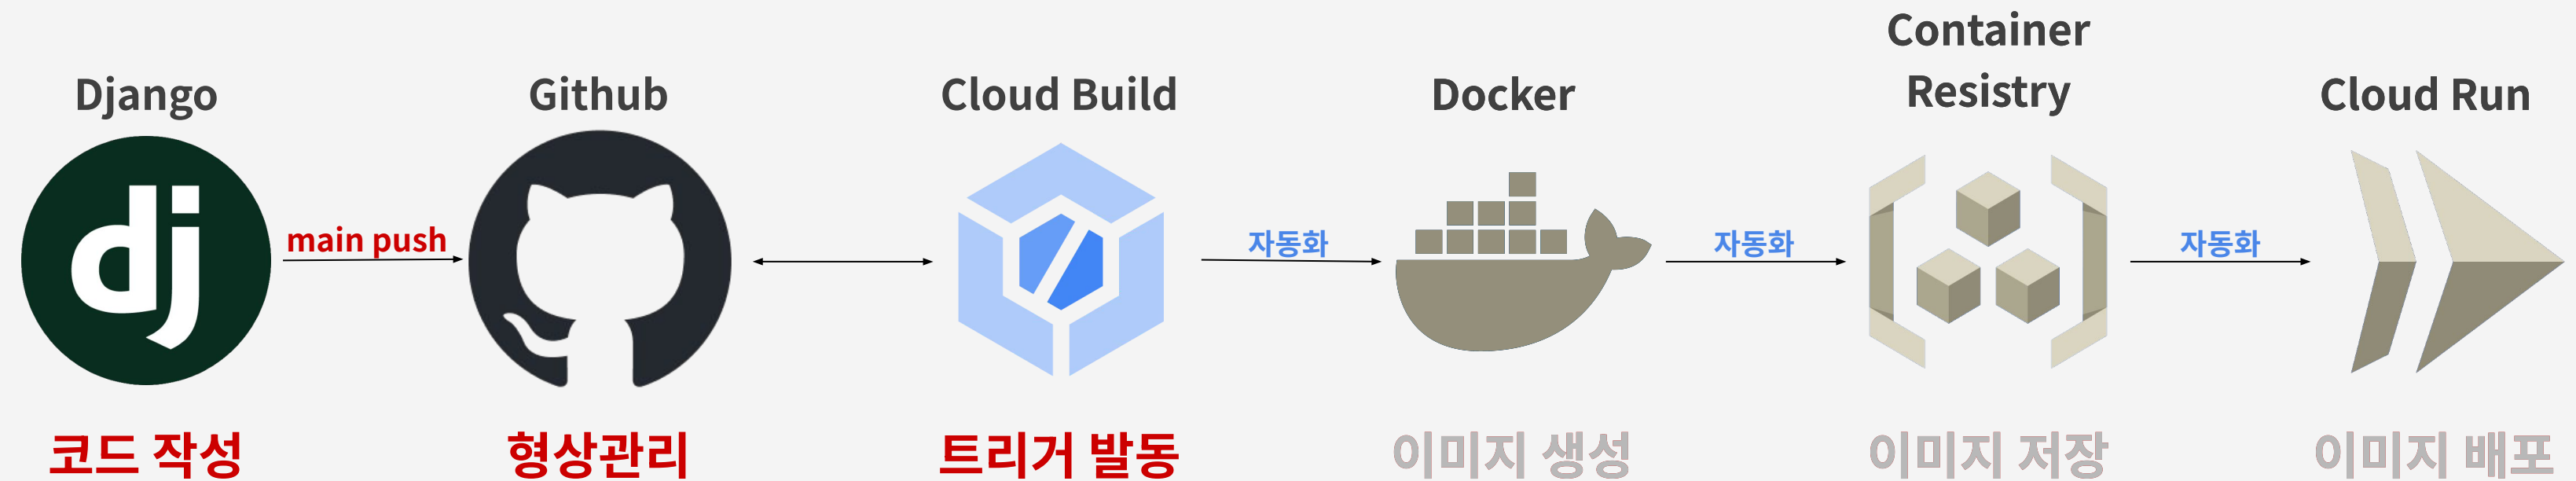 Django
Github
Cloud Build
Docker
Container
Resistry
Cloud Run
dj
main push
자동화
자동화
자동화
코드 작성
형상관리
트리거 발동
이미지 생성
이미지 저장
이미지 배포